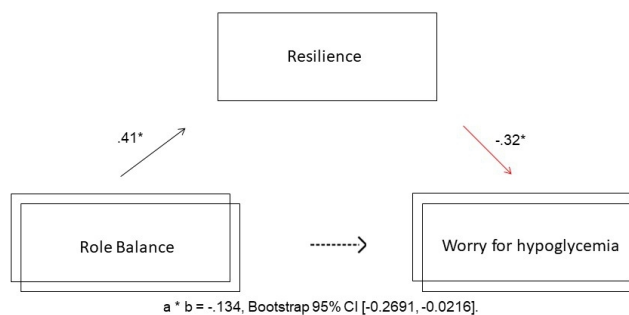 Resilience
.41*
-.32*
Role Balance
Worry for hypoglycemia
a * b = -.134, Bootstrap 95% CI [-0.2691, -0.0216].